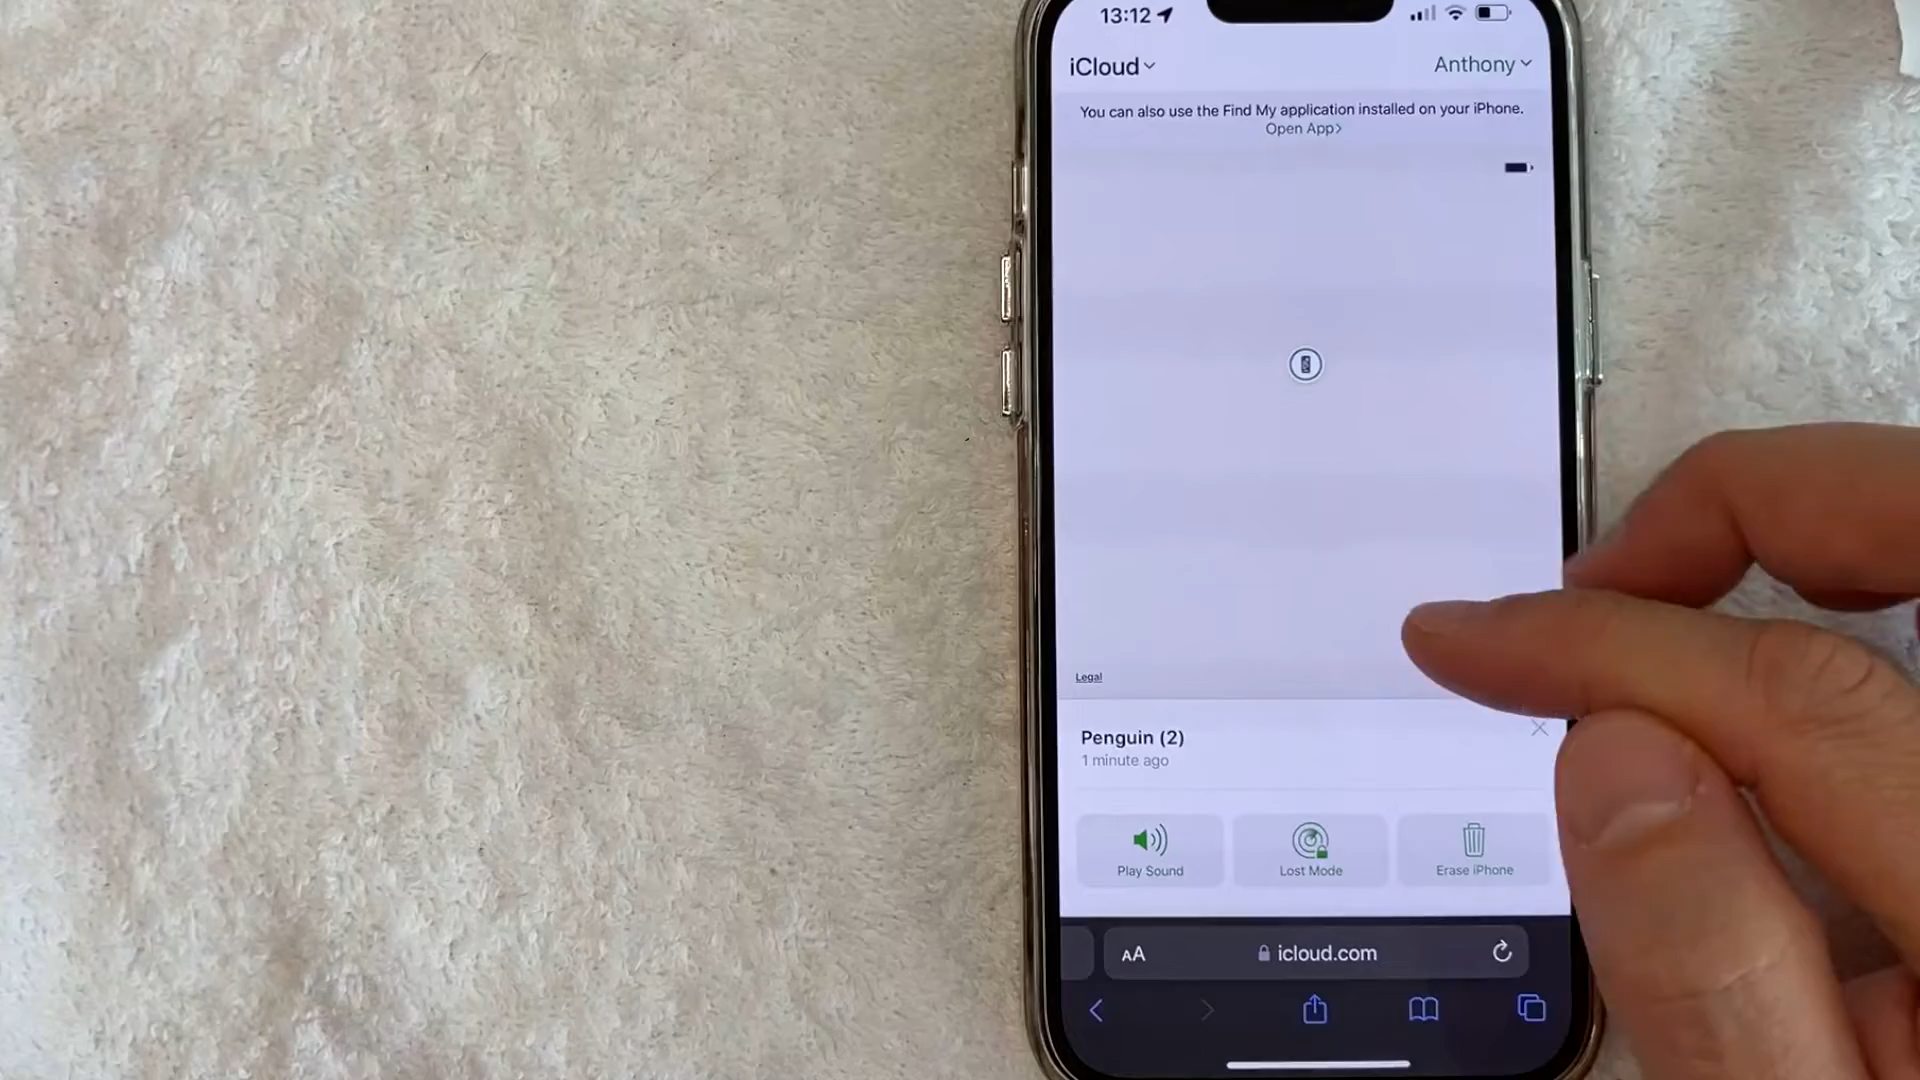 13:12
iCloud
Anthony
You can also use the Find My application installed on your iPhone.
Open App>
Legal
Penguin (2)
1 minute ago
Play Sound
Lost Mode
Erase iPhone
AA
icloud.com